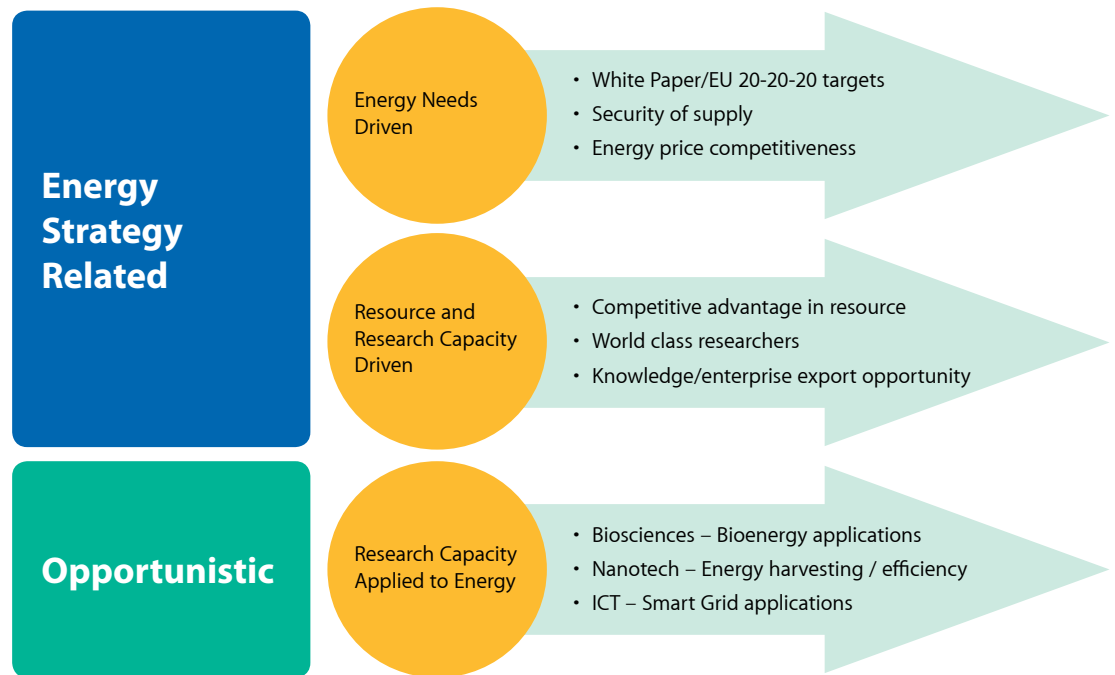 Energy
Strategy
Related
Energy Needs
Driven
• White Paper/EU 20-20-20 targets
• Security of supply
• Energy price competitiveness
Resource and
Research Capacity
Driven
• Competitive advantage in resource
• World class researchers
• Knowledge/enterprise export opportunity
Opportunistic
Research Capacity
Applied to Energy
• Biosciences – Bioenergy applications
• Nanotech – Energy harvesting / efficiency
• ICT – Smart Grid applications